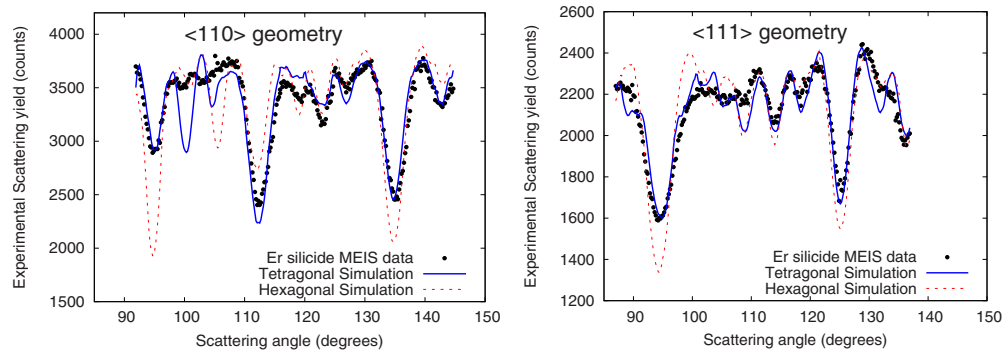 <110> geometry
Experimental Scattering yield (counts)
4000
3500
3000
2500
2000
1500
Er silicide MEIS data
Tetragonal Simulation
Hexagonal Simulation
90 100 110 120 130 140 150
Scattering angle (degrees)
<111> geometry
Experimental Scattering yield (counts)
2600
2400
2200
2000
1800
1600
1400
1200
Er silicide MEIS data
Tetragonal Simulation
Hexagonal Simulation
90 100 110 120 130 140 150
Scattering angle (degrees)